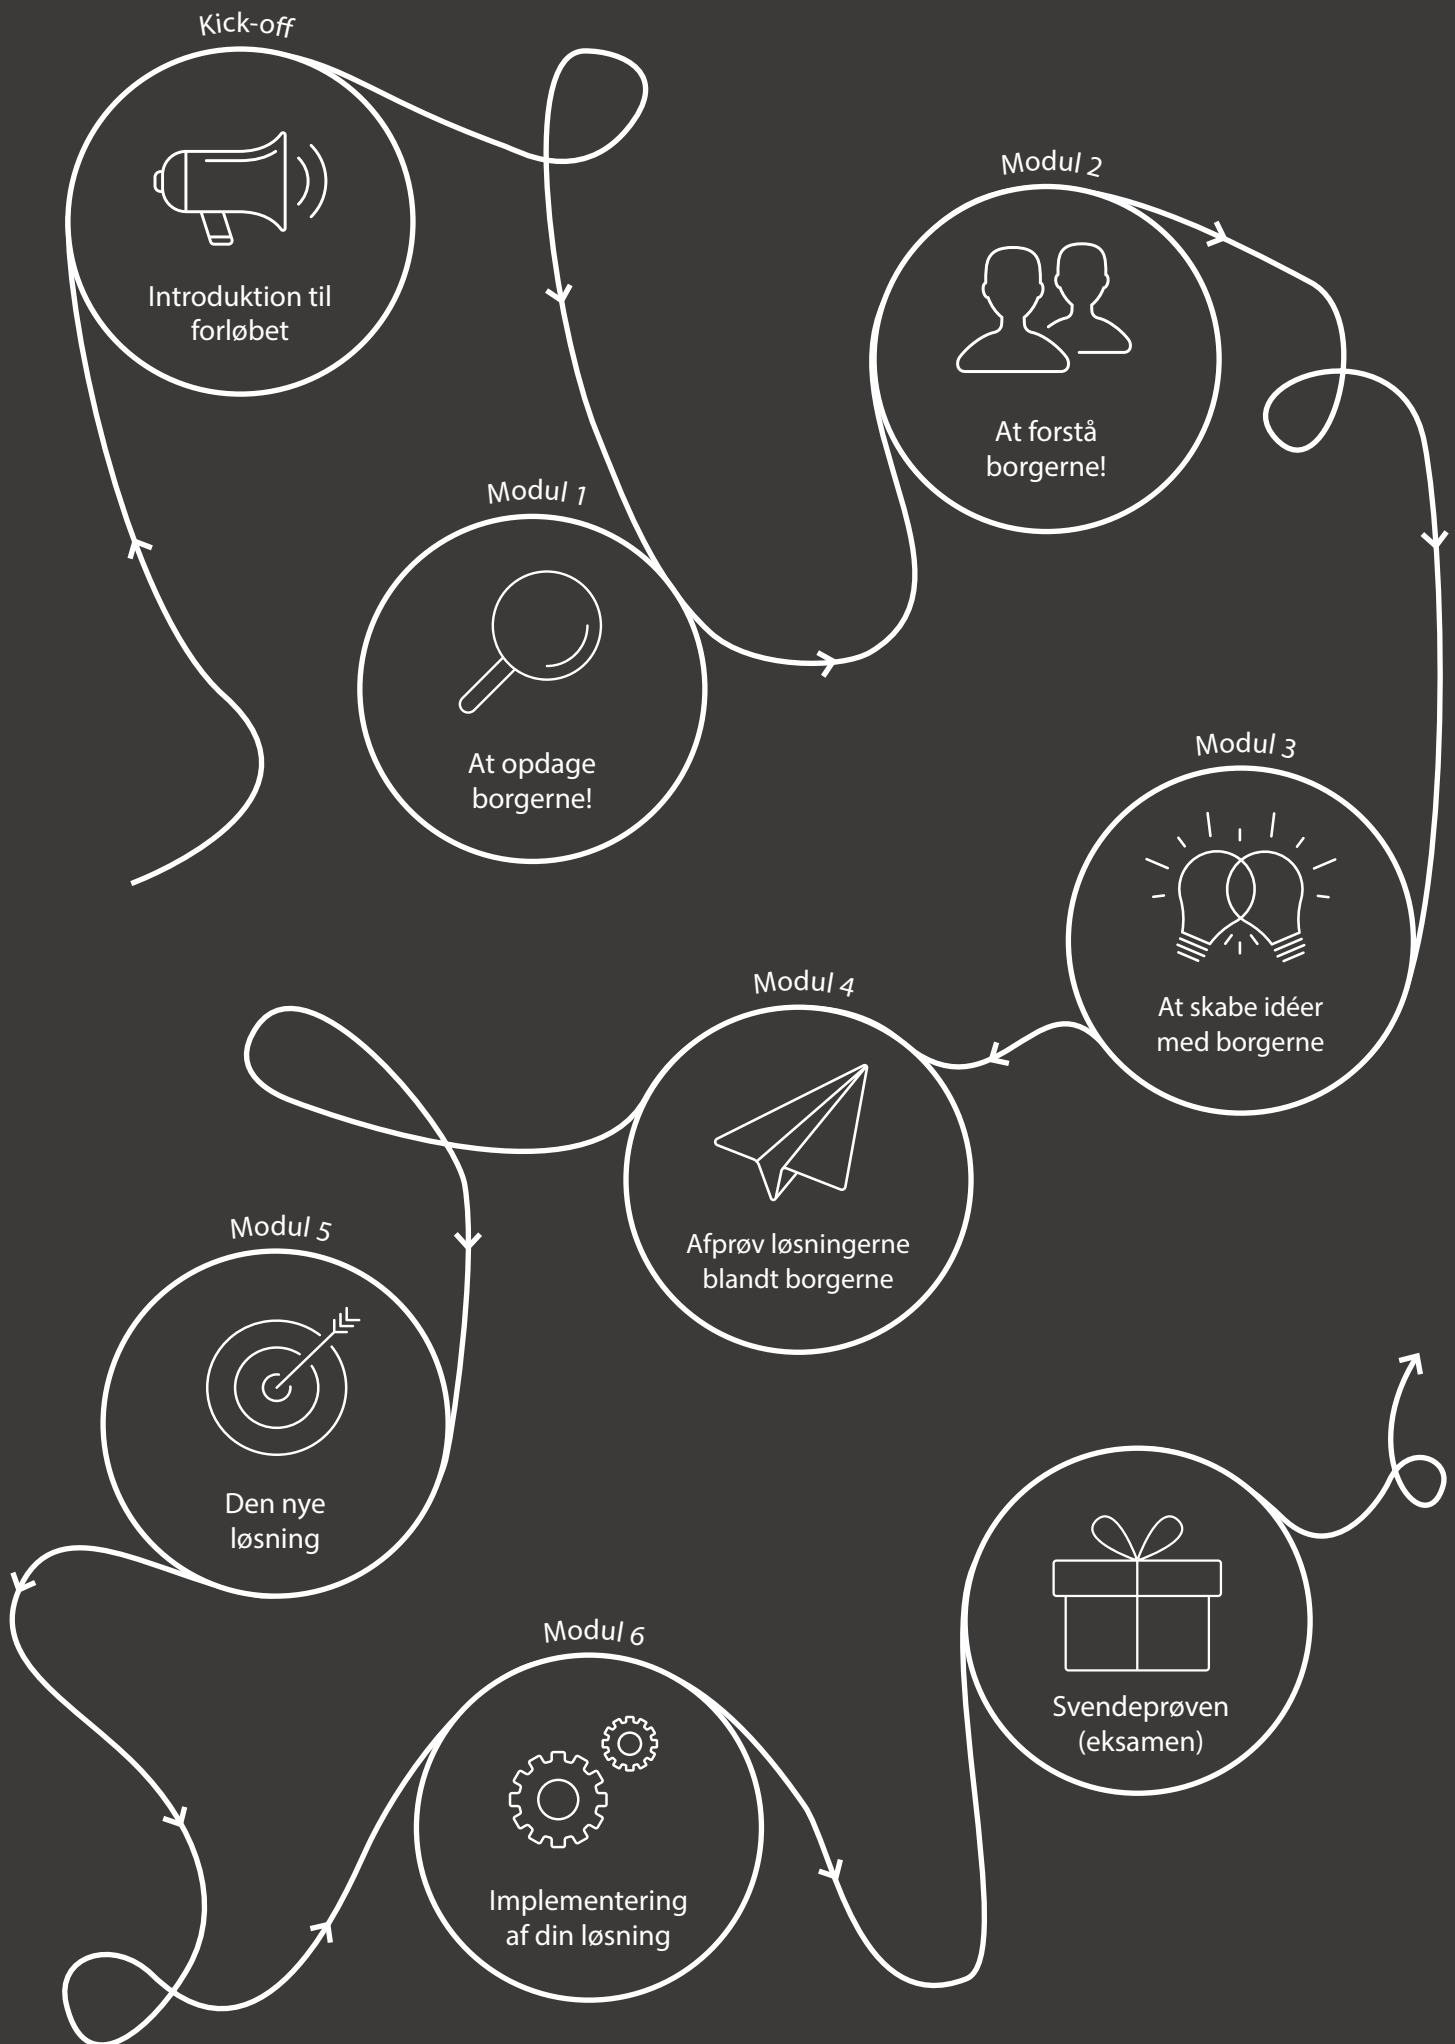 Kick-off
Introduktion til
forløbet
Modul 1
At opdage
borgerne!
Modul 2
At forstå
borgerne!
Modul 3
At skabe idéer
med borgerne
Modul 4
Afprøv løsningerne
blandt borgerne
Modul 5
Den nye
løsning
Modul 6
Implementering
af din løsning
Svendeprøven
(eksamen)